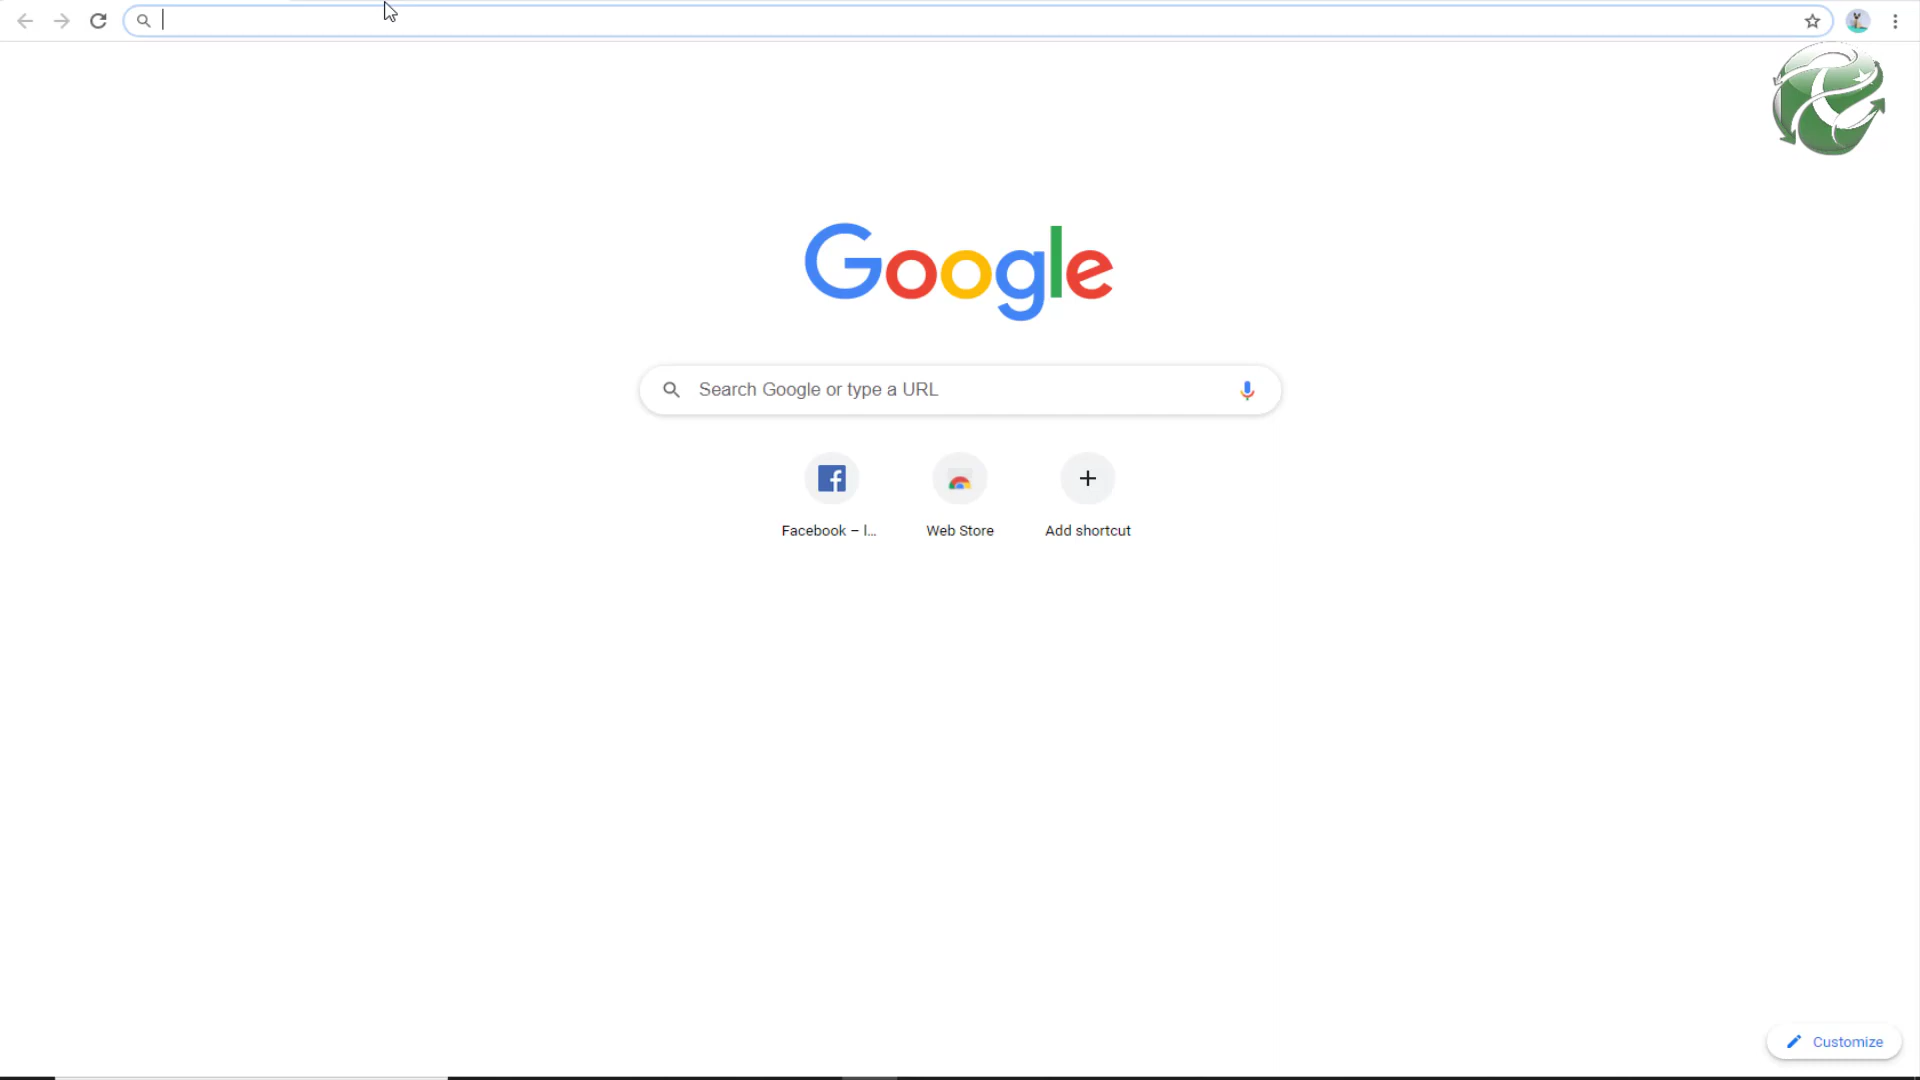 Google
Search Google or type a URL
Facebook – l...
Web Store
Add shortcut
Customize